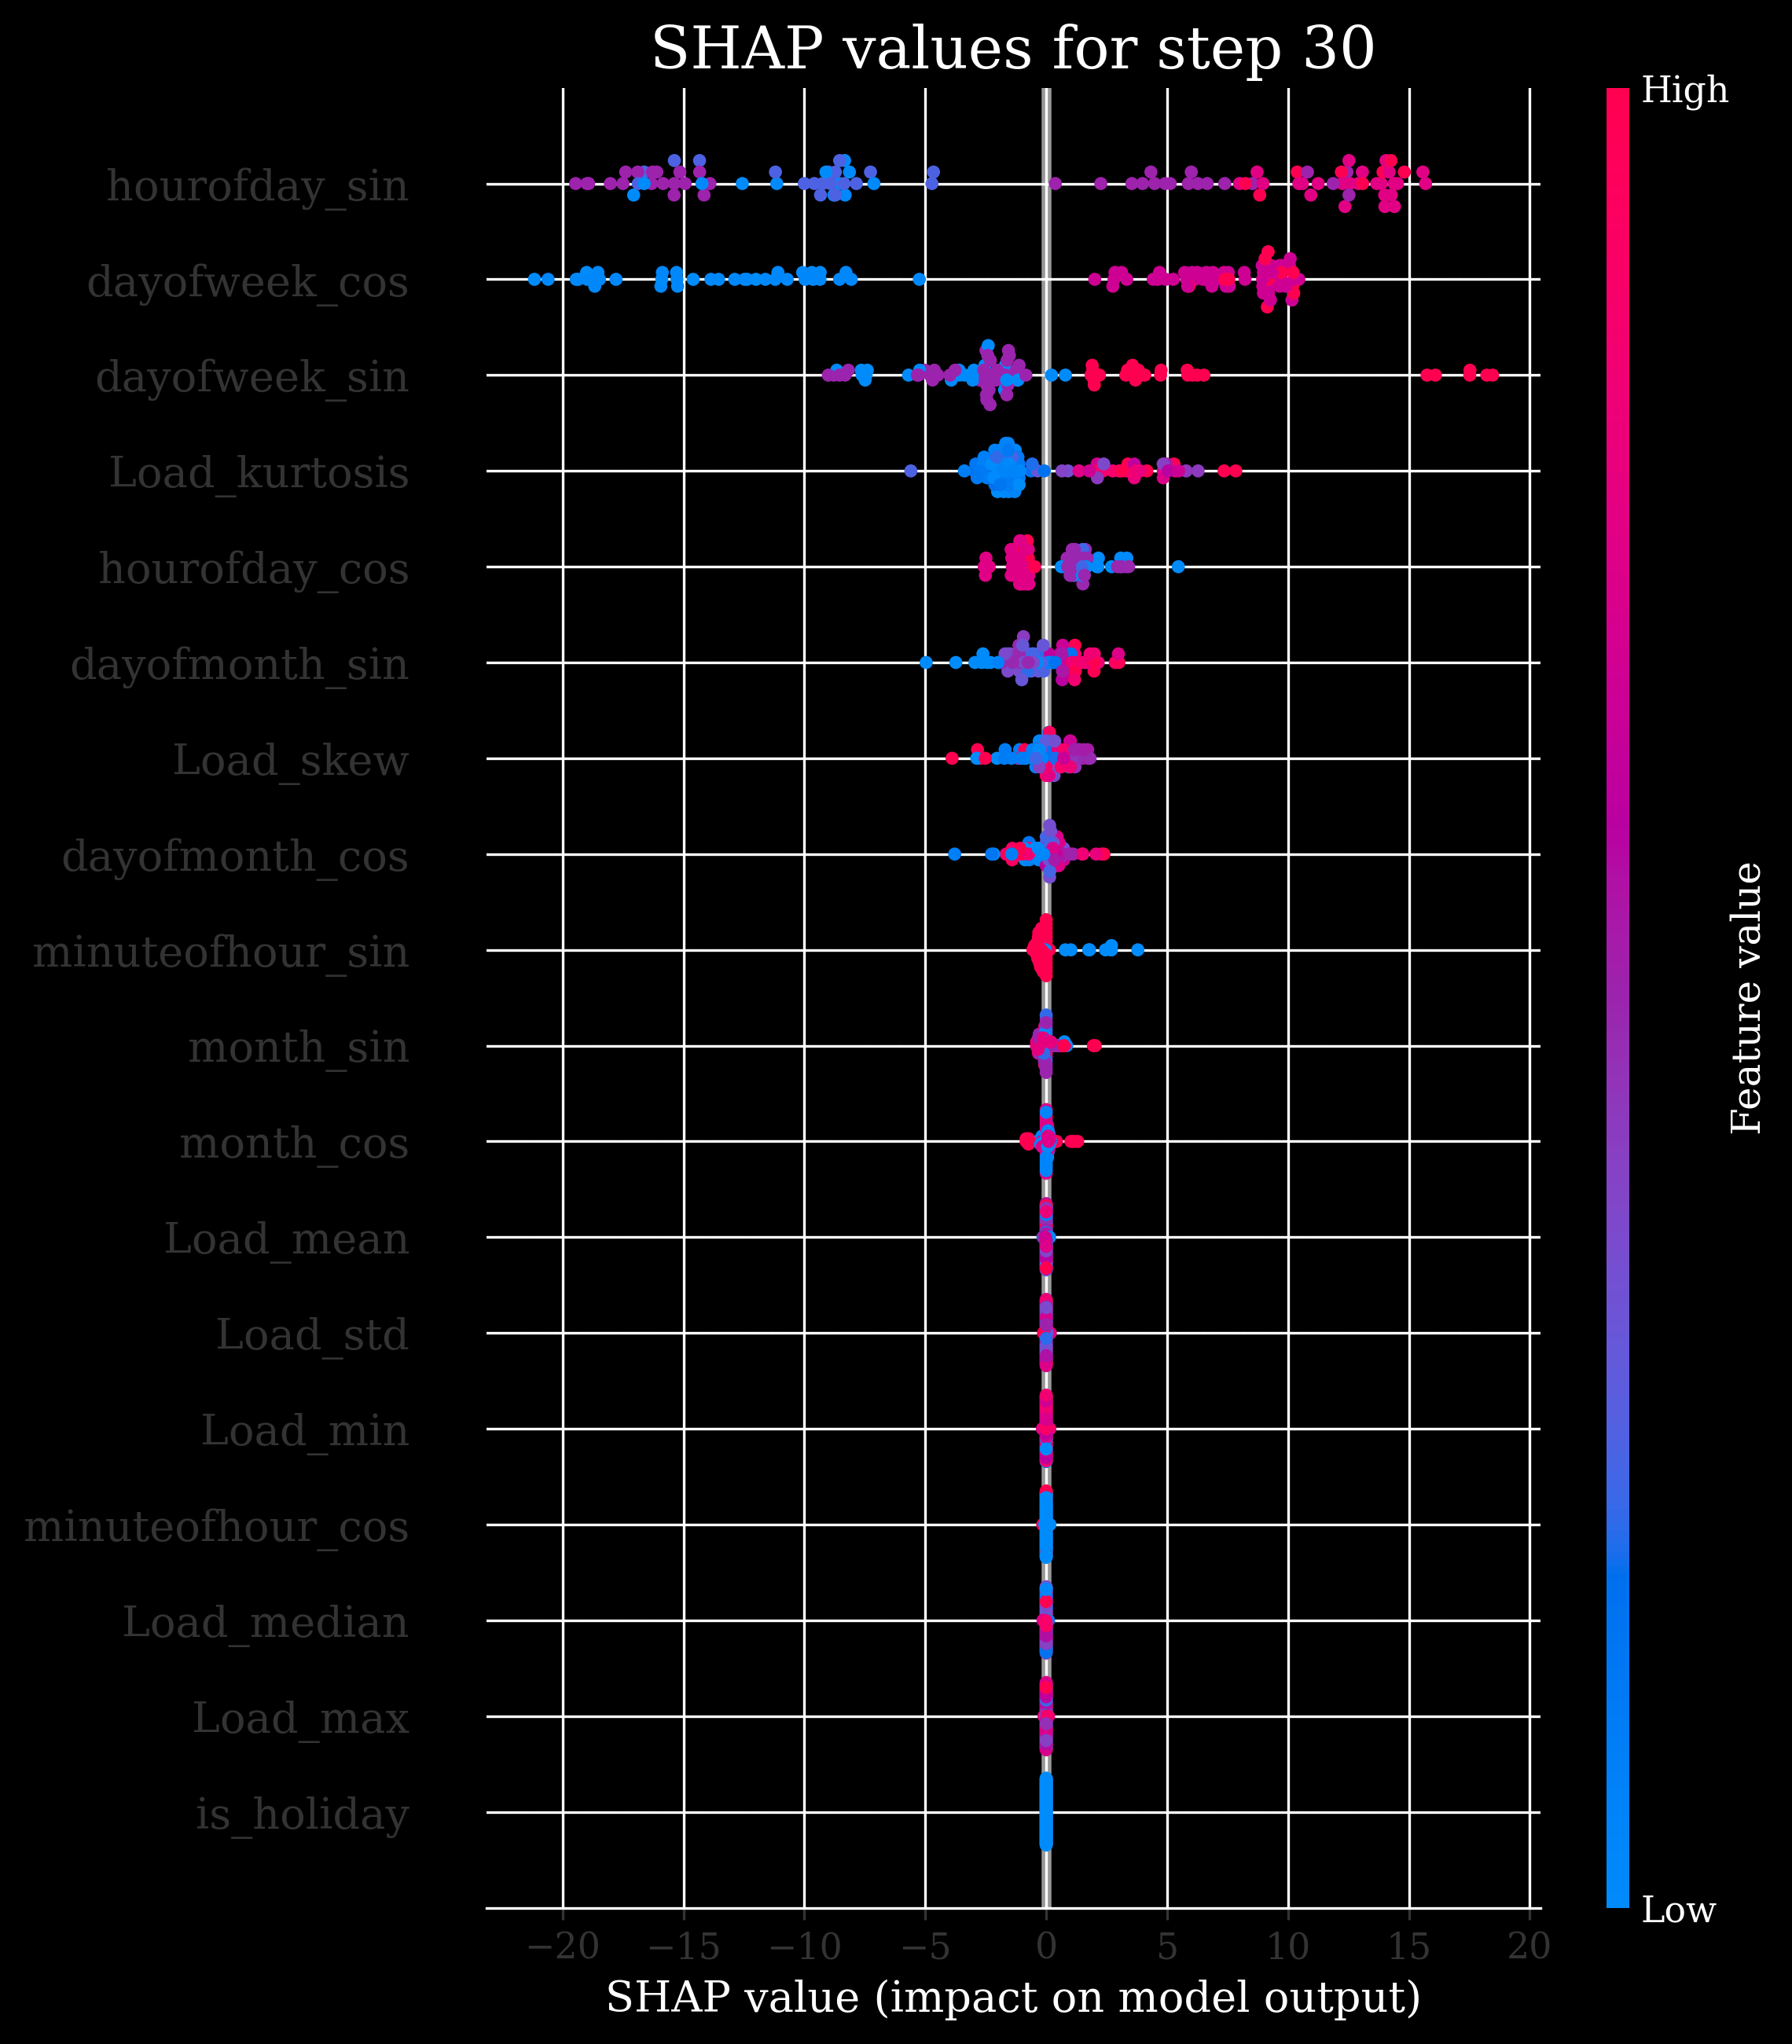 SHAP values for step 30
High
hourofday_sin
dayofweek_cos
dayofweek_sin
Load_kurtosis
hourofday_cos
dayofmonth_sin
Load_skew
dayofmonth_cos
minuteofhour_sin
month_sin
month_cos
Load_mean
Load_std
Load_min
minuteofhour_cos
Load_median
Load_max
is_holiday
Feature value
Low
−20 −15 −10 −5 0 5 10 15 20
SHAP value (impact on model output)